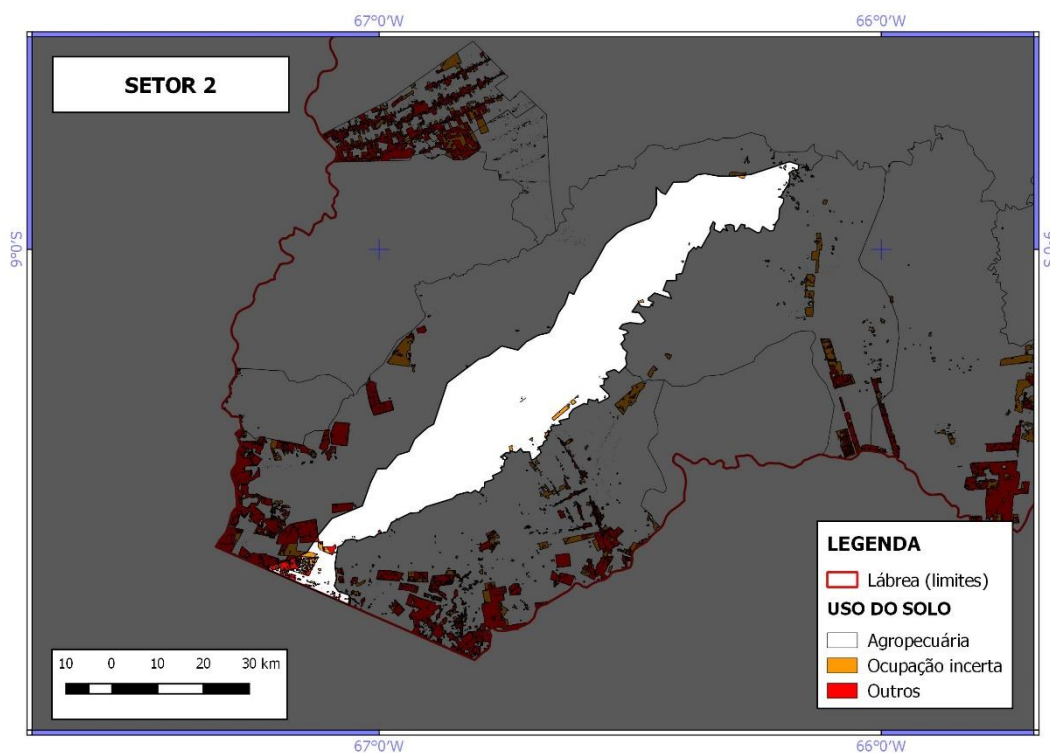 67°0'W 66°0'W
SETOR 2
9°0'S 9°0'S
LEGENDA
Lábrea (limites)
USO DO SOLO
Agropecuária
Ocupação incerta
Outros
10 0 10 20 30 km
67°0'W 66°0'W